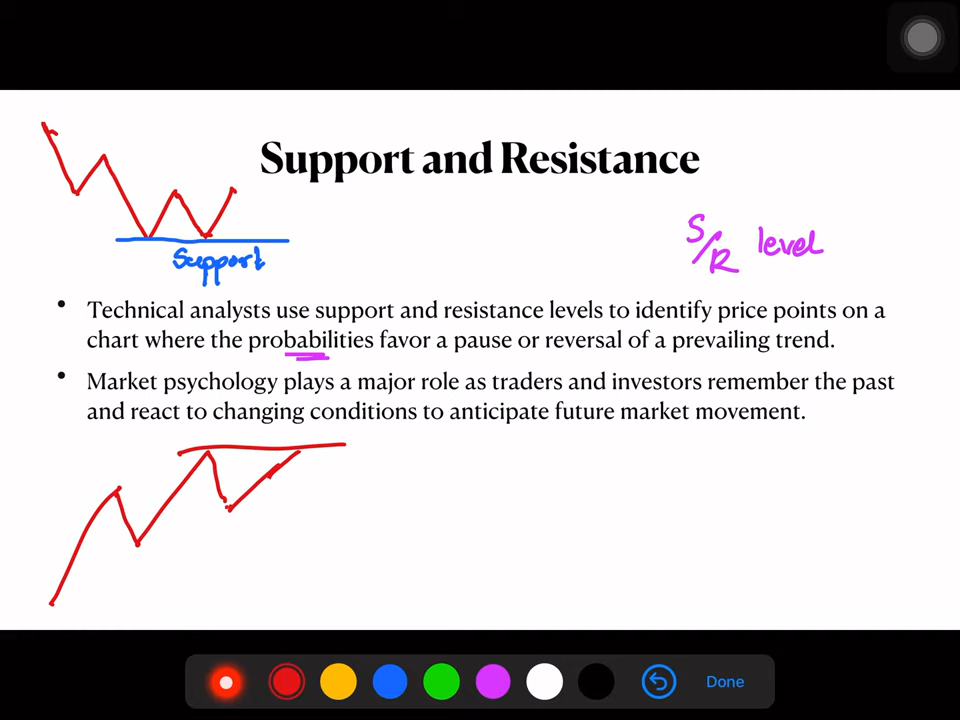 Support and Resistance
S/R level
Support
• Technical analysts use support and resistance levels to identify price points on a
chart where the probabilities favor a pause or reversal of a prevailing trend.
• Market psychology plays a major role as traders and investors remember the past
and react to changing conditions to anticipate future market movement.
Done